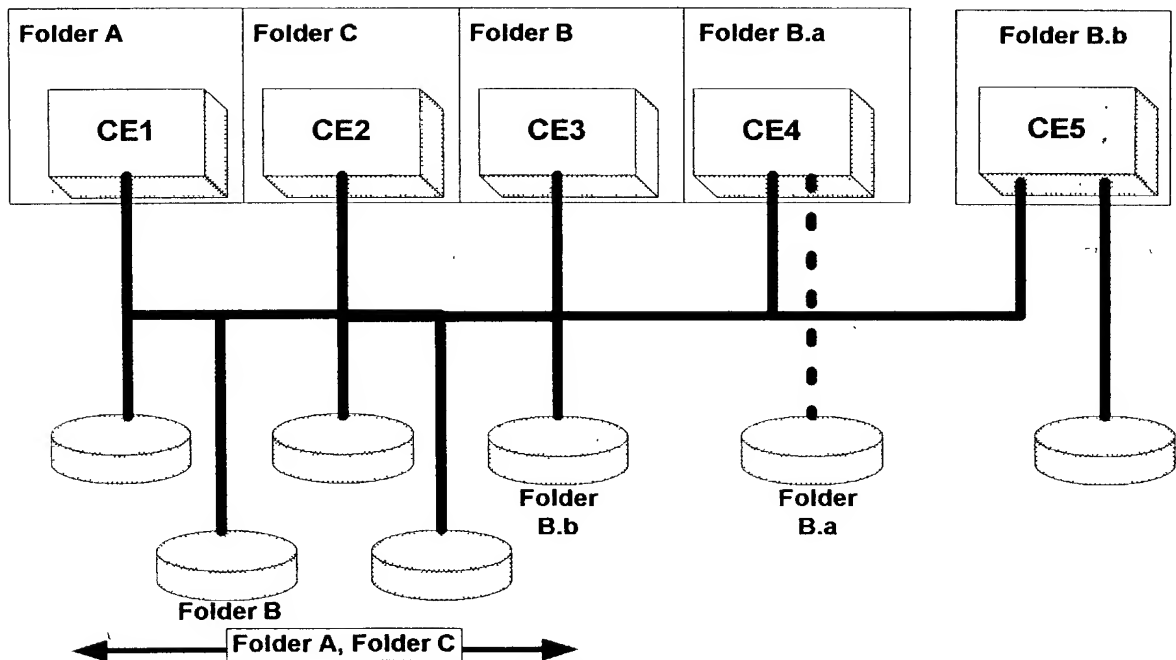 Folder A
Folder C
Folder B
Folder B.a
Folder B.b
CE1
CE2
CE3
CE4
CE5
Folder
B.b
Folder
B.a
Folder B
Folder A, Folder C